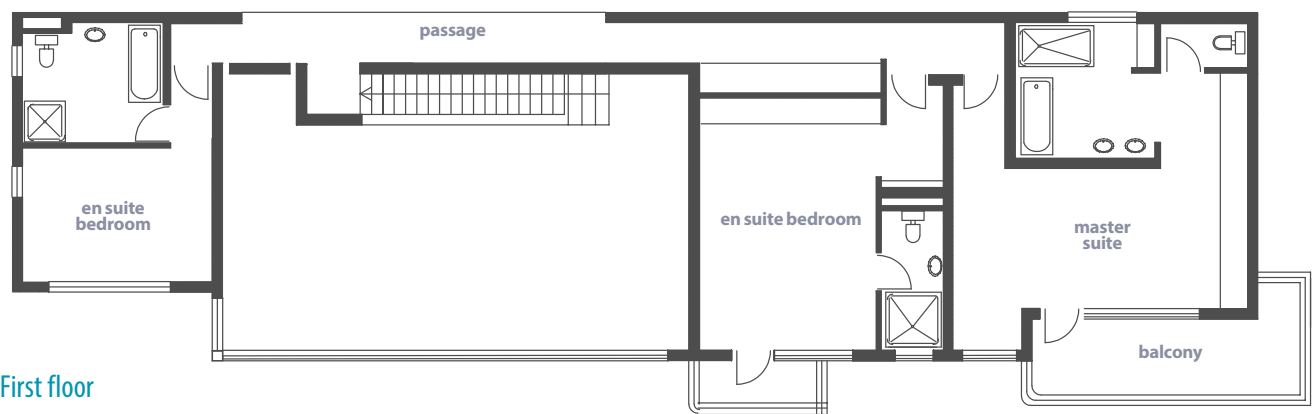 passage
en suite
bedroom
en suite bedroom
master
suite
balcony
First floor